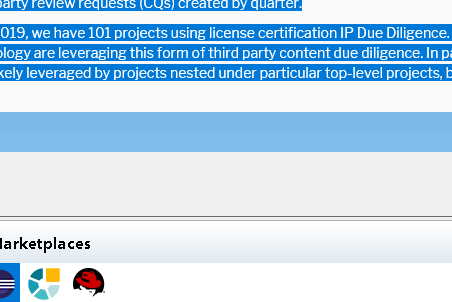 party review requests (CQs) created by quarter.
2019, we have 101 projects using license certification IP Due Diligence.
ology are leveraging this form of third party content due diligence. In pa
kely leveraged by projects nested under particular top-level projects, b
Marketplaces